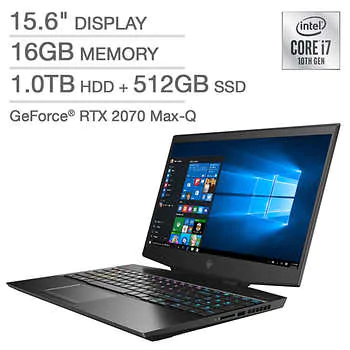 15.6" DISPLAY
16GB MEMORY
1.0TB HDD + 512GB SSD
GeForce® RTX 2070 Max-Q
intel
CORE i7
10TH GEN